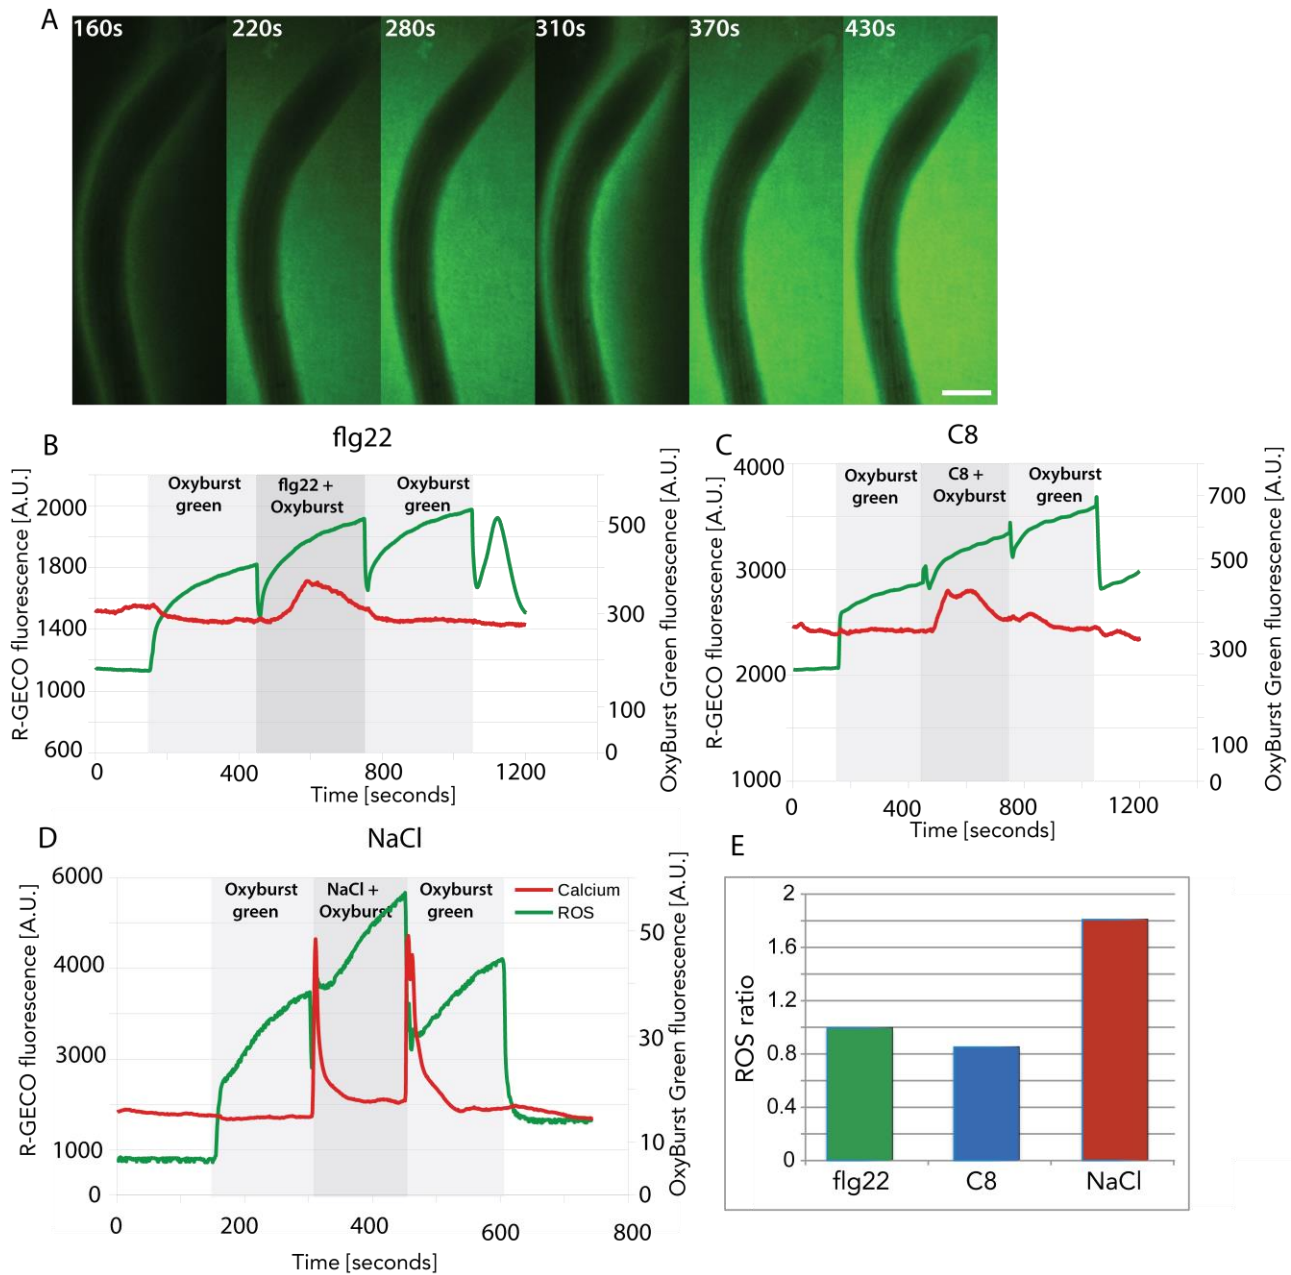 A
160s 220s 280s 310s 370s 430s
B
flg22
R-GECO fluorescence [A.U.]
2000
1800
1400
1000
600
Oxyburst
green
flg22 +
Oxyburst
Oxyburst
green
500
300
100
0
OxyBurst Green fluorescence [A.U.]
0 400 800 1200
Time [seconds]
C
C8
R-GECO fluorescence [A.U.]
4000
3000
2000
1000
Oxyburst
green
C8 +
Oxyburst
Oxyburst
green
700
500
300
100
0
OxyBurst Green fluorescence [A.U.]
0 400 800 1200
Time [seconds]
D
NaCl
R-GECO fluorescence [A.U.]
6000
4000
3000
1000
0
Oxyburst
green
NaCl +
Oxyburst
Oxyburst
green
Calcium
ROS
50
30
10
0
OxyBurst Green fluorescence [A.U.]
0 200 400 600 800
Time [seconds]
E
ROS ratio
2
1.6
1.2
0.8
0.4
0
flg22 C8 NaCl